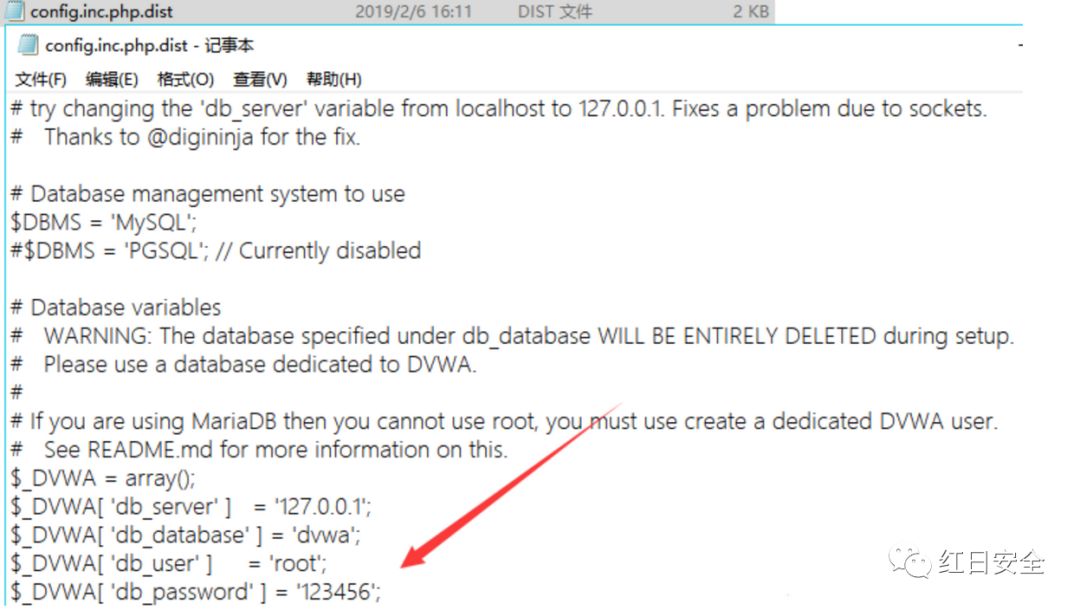 config.inc.php.dist 2019/2/6 16:11 DIST 文件 2 KB
config.inc.php.dist - 记事本
文件(F) 编辑(E) 格式(O) 查看(V) 帮助(H)
# try changing the 'db_server' variable from localhost to 127.0.0.1. Fixes a problem due to sockets.
#   Thanks to @digininja for the fix.
# Database management system to use
$DBMS = 'MySQL';
#$DBMS = 'PGSQL'; // Currently disabled
# Database variables
#   WARNING: The database specified under db_database WILL BE ENTIRELY DELETED during setup.
#   Please use a database dedicated to DVWA.
#
# If you are using MariaDB then you cannot use root, you must use create a dedicated DVWA user.
#   See README.md for more information on this.
$_DVWA = array();
$_DVWA[ 'db_server' ]   = '127.0.0.1';
$_DVWA[ 'db_database' ] = 'dvwa';
$_DVWA[ 'db_user' ]     = 'root';
$_DVWA[ 'db_password' ] = '123456';
红日安全